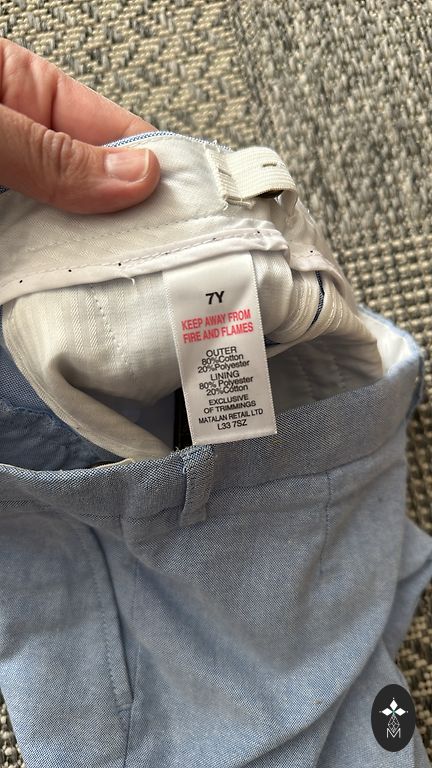 7Y
KEEP AWAY FROM
FIRE AND FLAMES
OUTER
80%Cotton
20%Polyester
LINING
80% Polyester
20%Cotton
EXCLUSIVE
OF TRIMMINGS
MATALAN RETAIL LTD
L33 7SZ